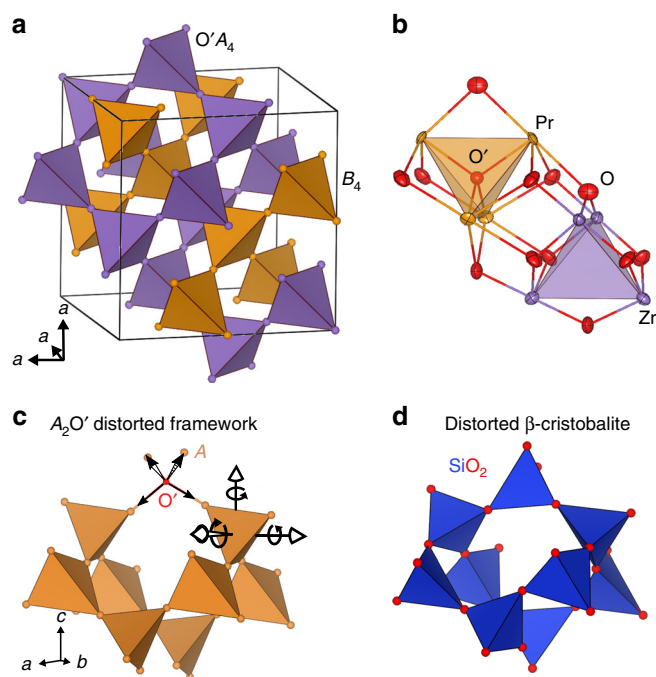 a
O′A₄
B₄
a
a
a
b
Pr
O′
O
Zr
c A₂O′ distorted framework
A
O′
c
a
b
d Distorted β-cristobalite
SiO₂